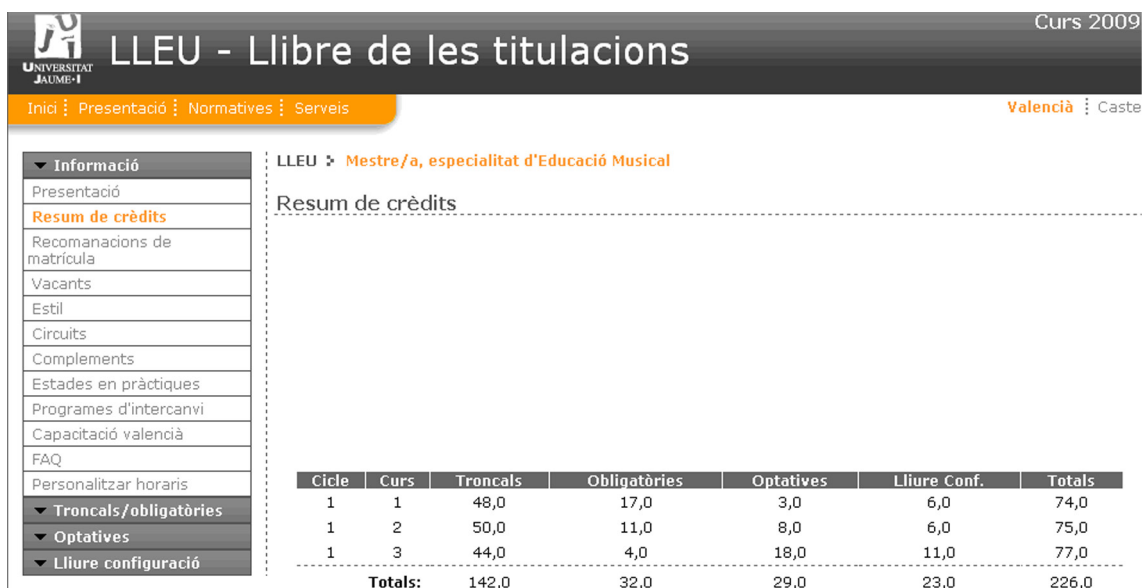 UNIVERSITAT
JAUME·I
LLEU - Llibre de les titulacions
Curs 2009
Inici Presentació Normatives Serveis
Valencià Caste
Informació
Presentació
Resum de crèdits
Recomanacions de
matrícula
Vacants
Estil
Circuits
Complements
Estades en pràctiques
Programes d'intercanvi
Capacitació valencià
FAQ
Personalitzar horaris
Troncals/obligatòries
Optatives
Lliure configuració
LLEU Mestre/a, especialitat d'Educació Musical
Resum de crèdits
Cicle Curs Troncals Obligatòries Optatives Lliure Conf. Totals
1 1 48,0 17,0 3,0 6,0 74,0
1 2 50,0 11,0 8,0 6,0 75,0
1 3 44,0 4,0 18,0 11,0 77,0
Totals: 142,0 32,0 29,0 23,0 226,0